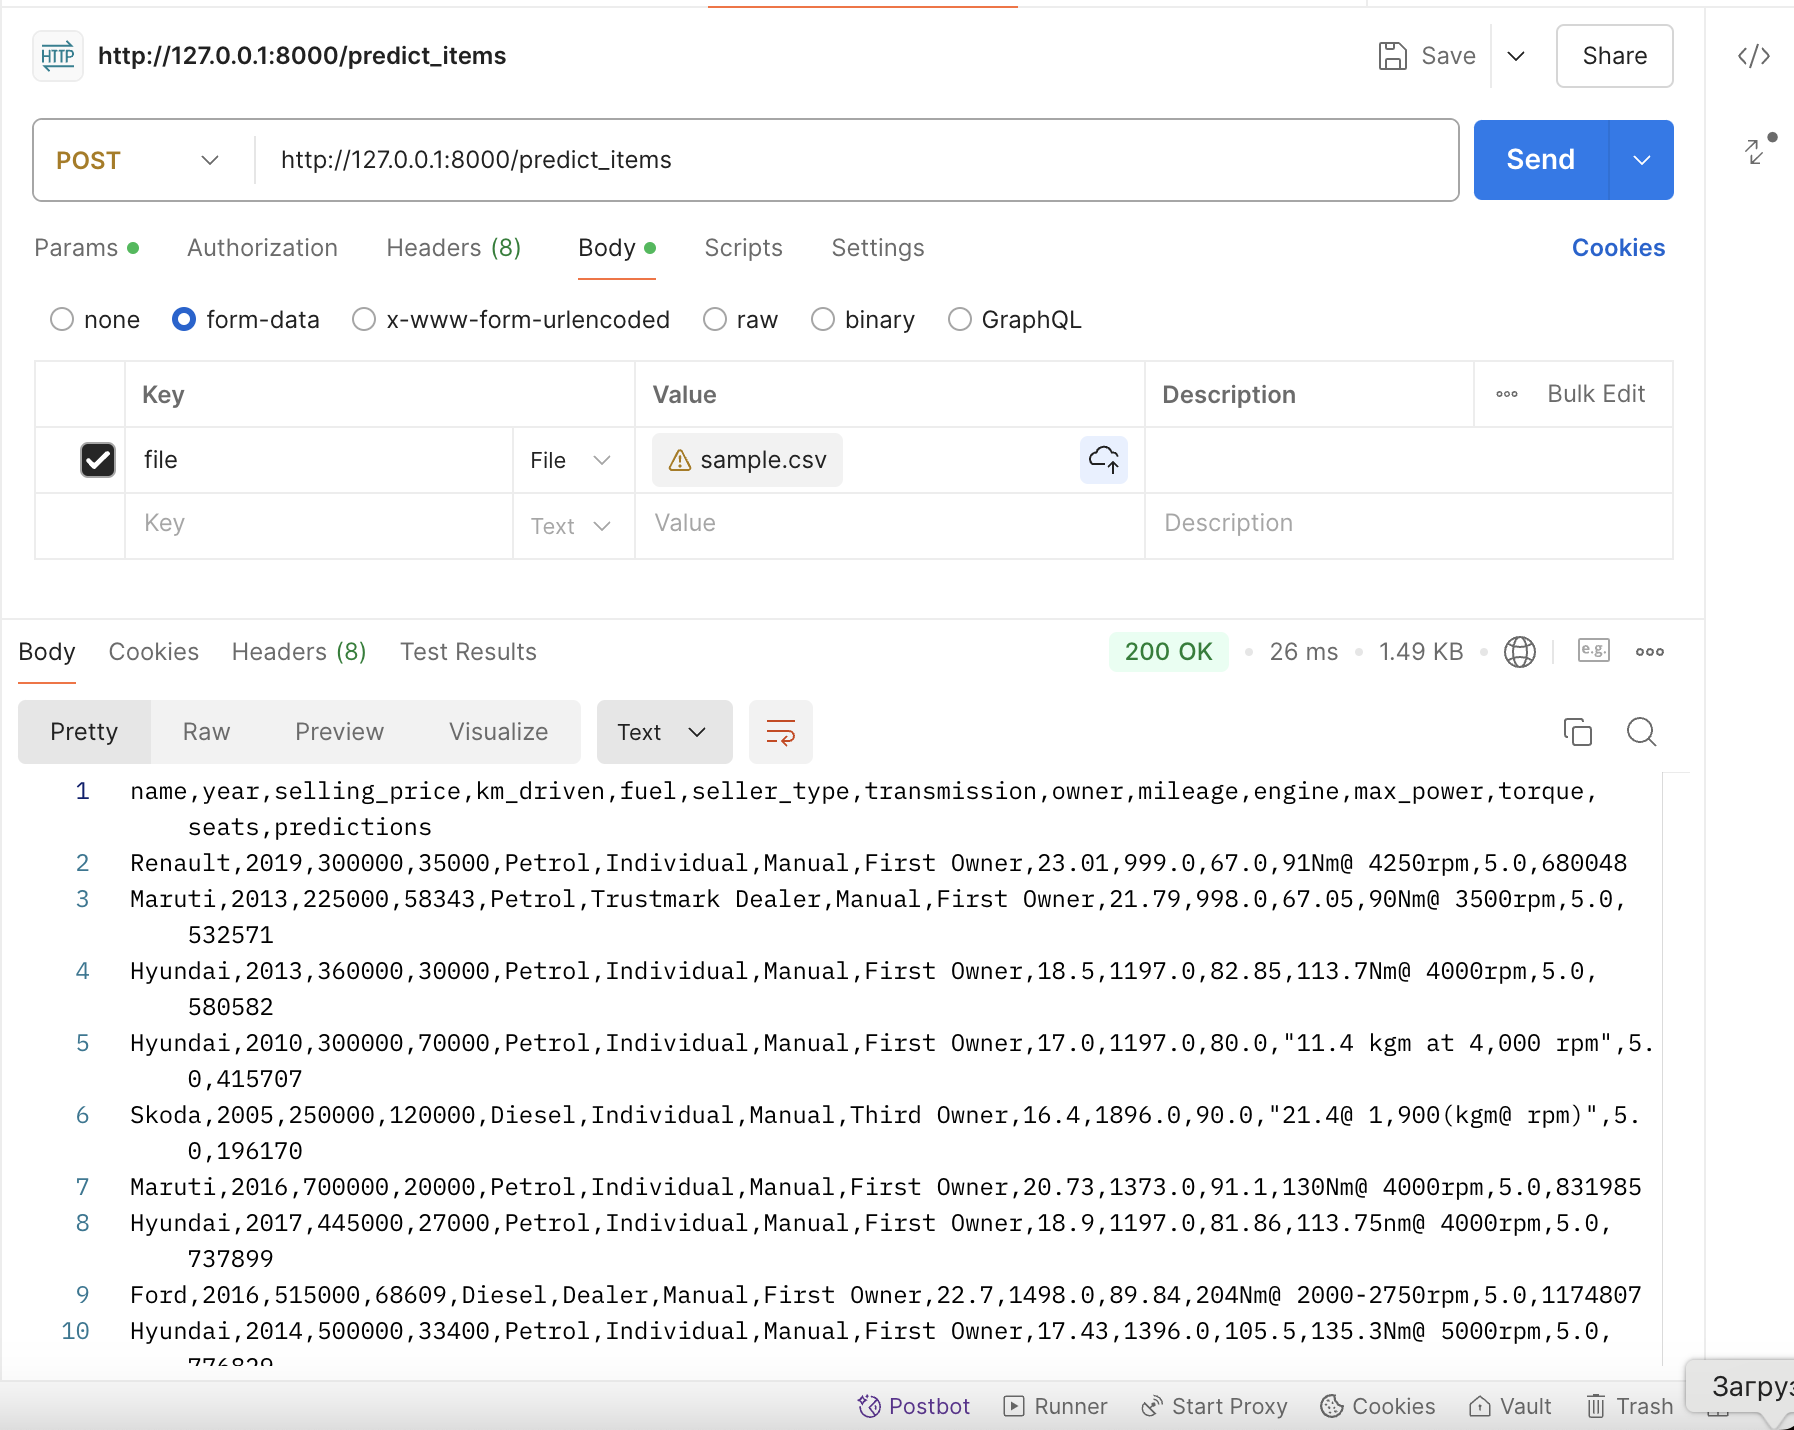 HTTP http://127.0.0.1:8000/predict_items Save Share
POST http://127.0.0.1:8000/predict_items Send
Params Authorization Headers (8) Body Scripts Settings Cookies
none form-data x-www-form-urlencoded raw binary GraphQL
Key Value Description Bulk Edit
file File sample.csv
Key Text Value Description
Body Cookies Headers (8) Test Results 200 OK 26 ms 1.49 KB e.g.
Pretty Raw Preview Visualize Text
1 name,year,selling_price,km_driven,fuel,seller_type,transmission,owner,mileage,engine,max_power,torque,
seats,predictions
2 Renault,2019,300000,35000,Petrol,Individual,Manual,First Owner,23.01,999.0,67.0,91Nm@ 4250rpm,5.0,680048
3 Maruti,2013,225000,58343,Petrol,Trustmark Dealer,Manual,First Owner,21.79,998.0,67.05,90Nm@ 3500rpm,5.0,
532571
4 Hyundai,2013,360000,30000,Petrol,Individual,Manual,First Owner,18.5,1197.0,82.85,113.7Nm@ 4000rpm,5.0,
580582
5 Hyundai,2010,300000,70000,Petrol,Individual,Manual,First Owner,17.0,1197.0,80.0,"11.4 kgm at 4,000 rpm",5.
0,415707
6 Skoda,2005,250000,120000,Diesel,Individual,Manual,Third Owner,16.4,1896.0,90.0,"21.4@ 1,900(kgm@ rpm)",5.
0,196170
7 Maruti,2016,700000,20000,Petrol,Individual,Manual,First Owner,20.73,1373.0,91.1,130Nm@ 4000rpm,5.0,831985
8 Hyundai,2017,445000,27000,Petrol,Individual,Manual,First Owner,18.9,1197.0,81.86,113.75nm@ 4000rpm,5.0,
737899
9 Ford,2016,515000,68609,Diesel,Dealer,Manual,First Owner,22.7,1498.0,89.84,204Nm@ 2000-2750rpm,5.0,1174807
10 Hyundai,2014,500000,33400,Petrol,Individual,Manual,First Owner,17.43,1396.0,105.5,135.3Nm@ 5000rpm,5.0,
Postbot Runner Start Proxy Cookies Vault Trash Загруз